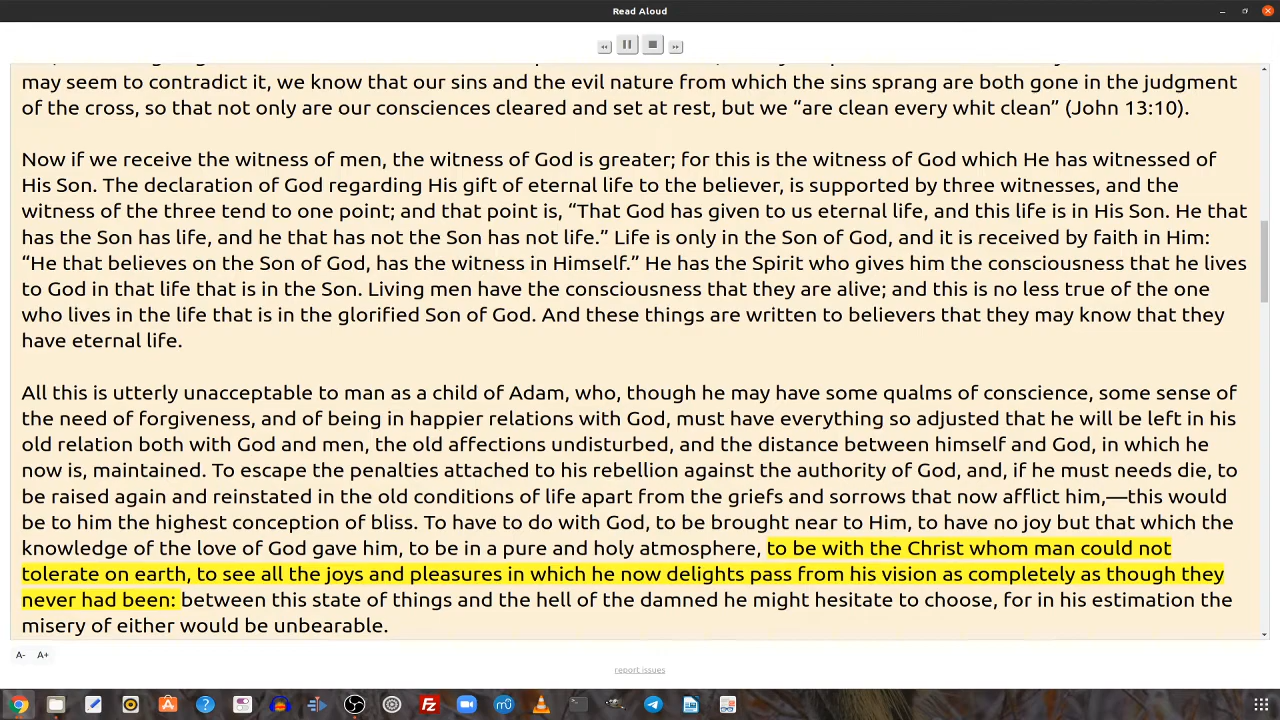 Read Aloud
may seem to contradict it, we know that our sins and the evil nature from which the sins sprang are both gone in the judgment
of the cross, so that not only are our consciences cleared and set at rest, but we “are clean every whit clean” (John 13:10).
Now if we receive the witness of men, the witness of God is greater; for this is the witness of God which He has witnessed of
His Son. The declaration of God regarding His gift of eternal life to the believer, is supported by three witnesses, and the
witness of the three tend to one point; and that point is, “That God has given to us eternal life, and this life is in His Son. He that
has the Son has life, and he that has not the Son has not life.” Life is only in the Son of God, and it is received by faith in Him:
“He that believes on the Son of God, has the witness in Himself.” He has the Spirit who gives him the consciousness that he lives
to God in that life that is in the Son. Living men have the consciousness that they are alive; and this is no less true of the one
who lives in the life that is in the glorified Son of God. And these things are written to believers that they may know that they
have eternal life.
All this is utterly unacceptable to man as a child of Adam, who, though he may have some qualms of conscience, some sense of
the need of forgiveness, and of being in happier relations with God, must have everything so adjusted that he will be left in his
old relation both with God and men, the old affections undisturbed, and the distance between himself and God, in which he
now is, maintained. To escape the penalties attached to his rebellion against the authority of God, and, if he must needs die, to
be raised again and reinstated in the old conditions of life apart from the griefs and sorrows that now afflict him,—this would
be to him the highest conception of bliss. To have to do with God, to be brought near to Him, to have no joy but that which the
knowledge of the love of God gave him, to be in a pure and holy atmosphere, to be with the Christ whom man could not
tolerate on earth, to see all the joys and pleasures in which he now delights pass from his vision as completely as though they
never had been: between this state of things and the hell of the damned he might hesitate to choose, for in his estimation the
misery of either would be unbearable.
A- A+
report issues